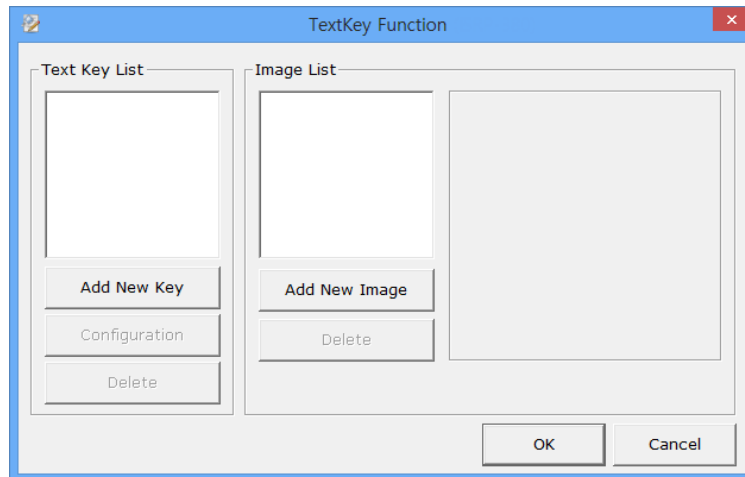 TextKey Function
Text Key List
Image List
Add New Key
Configuration
Delete
Add New Image
Delete
OK
Cancel